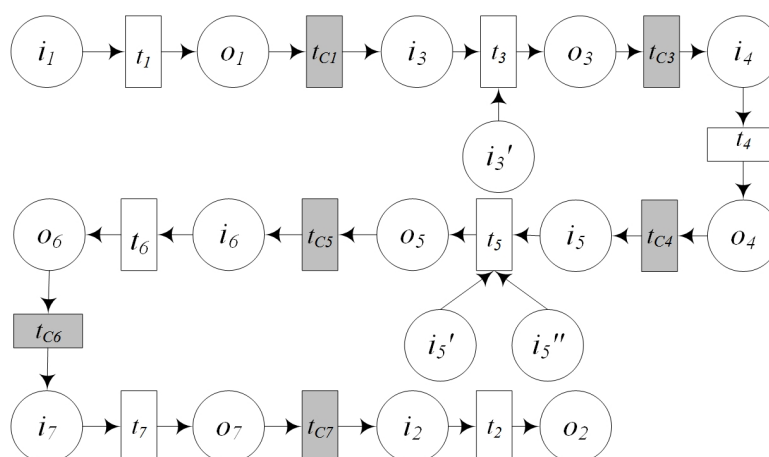 i1 t1 o1 tC1 i3 t3 o3 tC3 i4
i3' t4
o6 t6 i6 tC5 o5 t5 i5 tC4 o4
tC6 i5' i5''
i7 t7 o7 tC7 i2 t2 o2